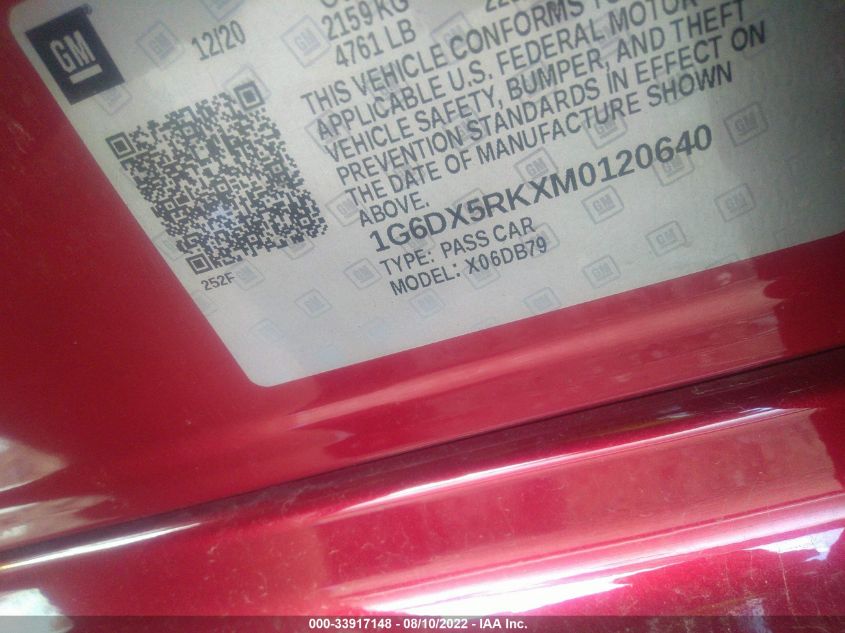 GM
12/20
2159 KG
4761 LB
THIS VEHICLE CONFORMS TO
APPLICABLE U.S. FEDERAL MOTOR
VEHICLE SAFETY, BUMPER, AND THEFT
PREVENTION STANDARDS IN EFFECT ON
THE DATE OF MANUFACTURE SHOWN
ABOVE.
1G6DX5RKXM0120640
TYPE: PASS CAR
MODEL: X06DB79
252F
000-33917148 - 08/10/2022 - IAA Inc.